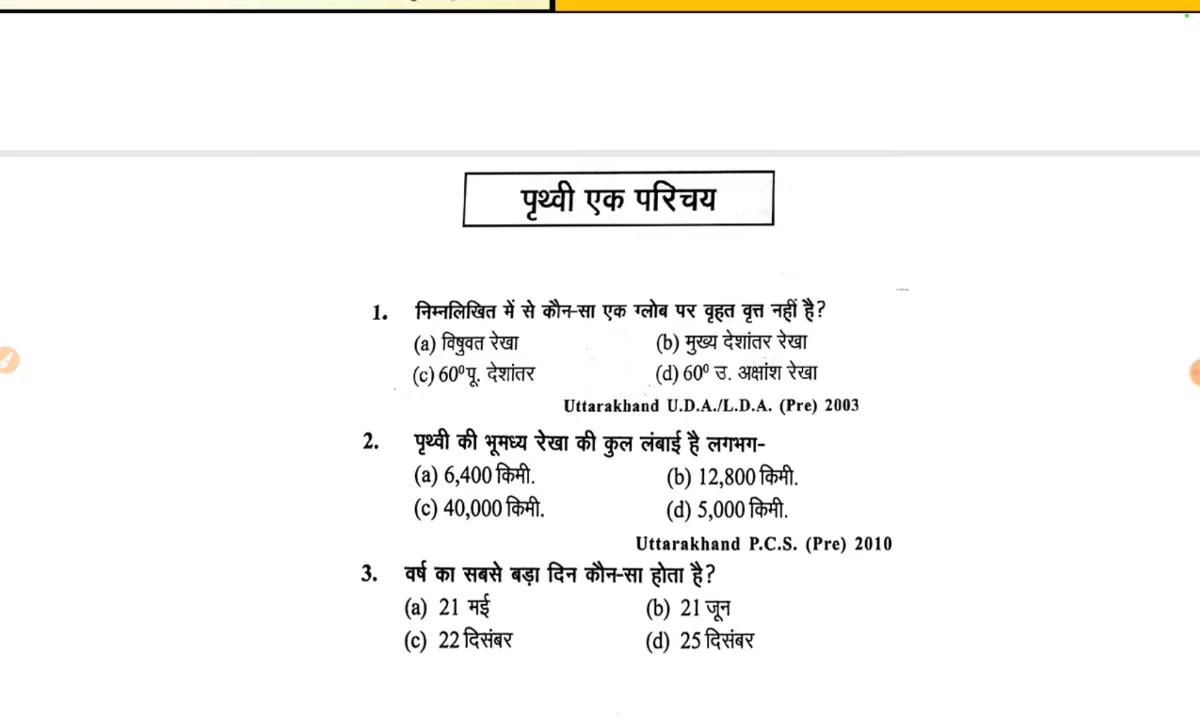 पृथ्वी एक परिचय
1. निम्नलिखित में से कौन-सा एक ग्लोब पर वृहत वृत्त नहीं है?
(a) विषुवत रेखा (b) मुख्य देशांतर रेखा
(c) 60⁰ पू. देशांतर (d) 60⁰ उ. अक्षांश रेखा
Uttarakhand U.D.A./L.D.A. (Pre) 2003
2. पृथ्वी की भूमध्य रेखा की कुल लंबाई है लगभग-
(a) 6,400 किमी. (b) 12,800 किमी.
(c) 40,000 किमी. (d) 5,000 किमी.
Uttarakhand P.C.S. (Pre) 2010
3. वर्ष का सबसे बड़ा दिन कौन-सा होता है?
(a) 21 मई (b) 21 जून
(c) 22 दिसंबर (d) 25 दिसंबर